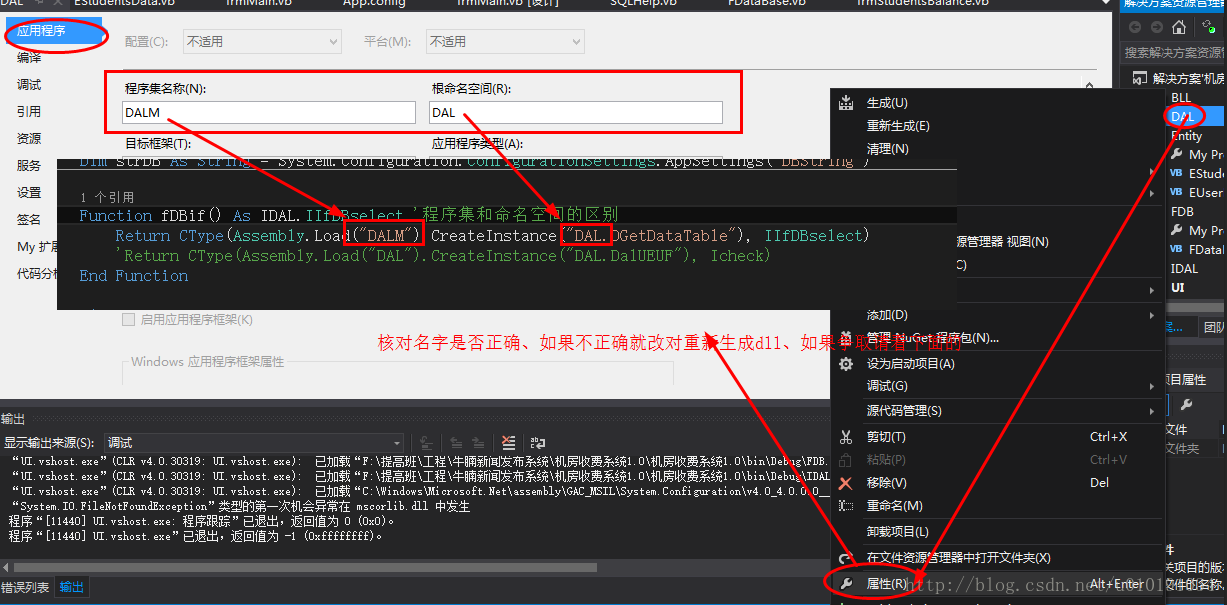 DAL
EStudentsData.vb
frmMain.vb
App.config
frmMain.vb [设计]
SQLHelp.vb
FDataBase.vb
frmStudentsBalance.vb
解决方案资源管理器
应用程序
编译
调试
引用
资源
服务
设置
签名
My 扩展
代码分析
配置(C):
不适用
平台(M):
不适用
程序集名称(N):
DALM
根命名空间(R):
DAL
目标框架(T):
应用程序类型(A):
Dim strDB As String = System.Configuration.ConfigurationSettings.AppSettings("DBString")
1 个引用
Function fDBif() As IDAL.IIfDBselect '程序集和命名空间的区别
Return CType(Assembly.Load("DALM").CreateInstance("DAL.DGetDataTable"), IIfDBselect)
'Return CType(Assembly.Load("DAL").CreateInstance("DAL.DalUEUF"), Icheck)
End Function
启用应用程序框架(K)
核对名字是否正确、如果不正确就改对重新生成dll、如果争取请看下面的
Windows 应用程序框架属性
生成(U)
重新生成(E)
清理(N)
源管理器 视图(N)
C)
添加(D)
管理 NuGet 程序包(N)...
设为启动项目(A)
调试(G)
源代码管理(S)
剪切(T) Ctrl+X
粘贴(P) Ctrl+V
移除(V) Del
重命名(M)
卸载项目(L)
在文件资源管理器中打开文件夹(X)
属性(R) Alt+Enter
搜索解决方案资源管
解决方案'机房
BLL
DAL
Entity
My Pr
EStude
EUser
FDB
My Pr
FDatal
IDAL
UI
团队
项目属性
文件
文件夹
件
关项目的版
文件的名称,
输出
显示输出来源(S): 调试
“UI.vshost.exe”(CLR v4.0.30319: UI.vshost.exe): 已加载“F:\提高班\工程\牛腩新闻发布系统\机房收费系统1.0\机房收费系统1.0\bin\Debug\FDB.
“UI.vshost.exe”(CLR v4.0.30319: UI.vshost.exe): 已加载“F:\提高班\工程\牛腩新闻发布系统\机房收费系统1.0\机房收费系统1.0\bin\Debug\IDAL
“UI.vshost.exe”(CLR v4.0.30319: UI.vshost.exe): 已加载“C:\Windows\Microsoft.Net\assembly\GAC_MSIL\System.Configuration\v4.0_4.0.0.0__
“System.IO.FileNotFoundException”类型的第一次机会异常在 mscorlib.dll 中发生
程序“[11440] UI.vshost.exe: 程序跟踪”已退出，返回值为 0 (0x0)。
程序“[11440] UI.vshost.exe”已退出，返回值为 -1 (0xffffffff)。
错误列表
输出